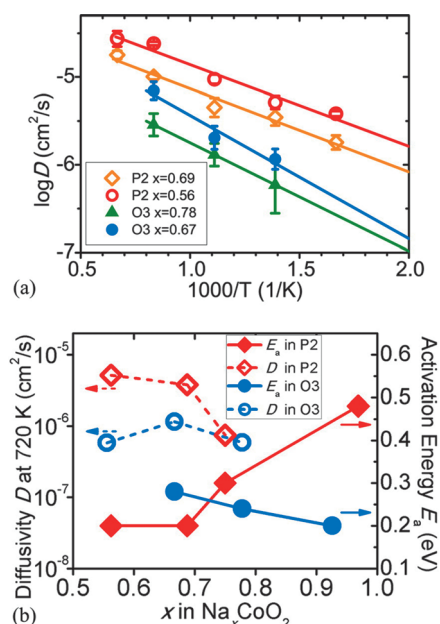 (a)
logD (cm²/s)
-5
-6
-7
P2 x=0.69
P2 x=0.56
O3 x=0.78
O3 x=0.67
0.5 1.0 1.5 2.0
1000/T (1/K)
(b)
Diffusivity D at 720 K (cm²/s)
10⁻⁵
10⁻⁶
10⁻⁷
10⁻⁸
Eₐ in P2
D in P2
Eₐ in O3
D in O3
0.6
0.5
0.4
0.3
0.2
0.1
Activation Energy Eₐ (eV)
0.5 0.6 0.7 0.8 0.9 1.0
x in NaₓCoO₂